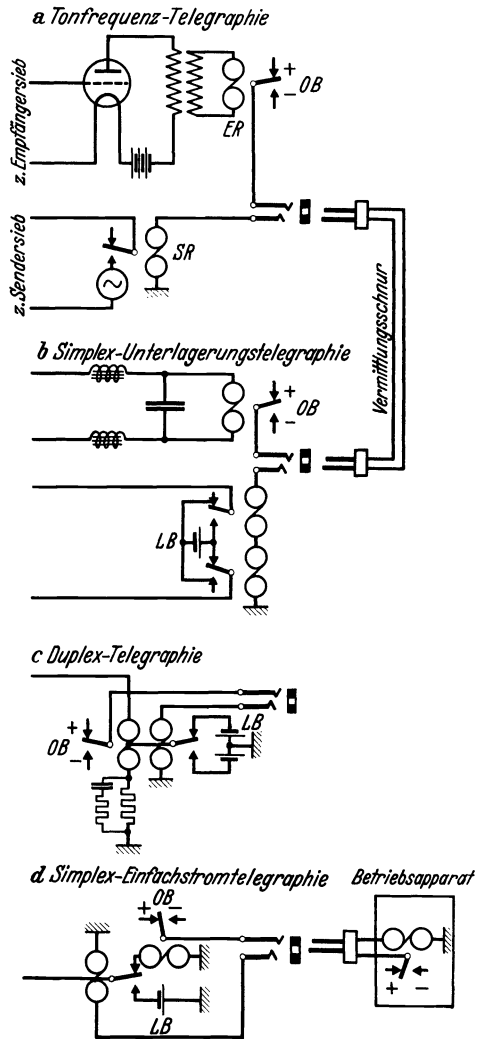 a Tonfrequenz-Telegraphie
z. Empfängersieb
ER
+
OB
−
z. Sendersieb
SR
~
Vermittlungsschnur
b Simplex-Unterlagerungstelegraphie
+
OB
−
LB
c Duplex-Telegraphie
+
OB
−
LB
d Simplex-Einfachstromtelegraphie
Betriebsapparat
OB
+ −
LB
+ −